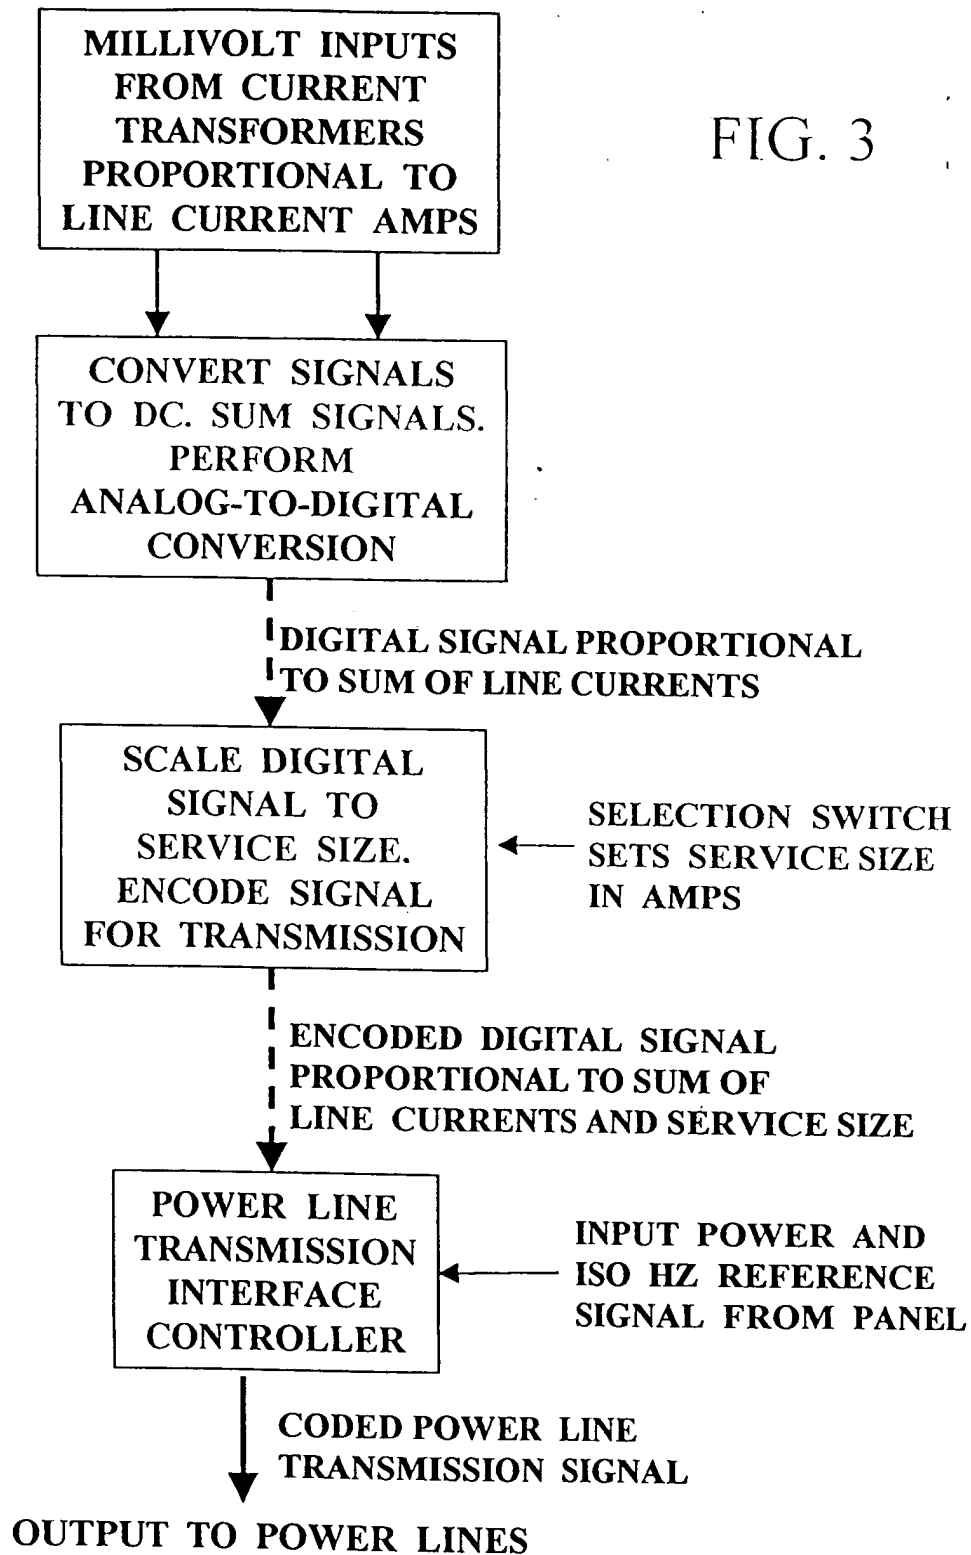 MILLIVOLT INPUTS
FROM CURRENT
TRANSFORMERS
PROPORTIONAL TO
LINE CURRENT AMPS
FIG. 3
CONVERT SIGNALS
TO DC. SUM SIGNALS.
PERFORM
ANALOG-TO-DIGITAL
CONVERSION
DIGITAL SIGNAL PROPORTIONAL
TO SUM OF LINE CURRENTS
SCALE DIGITAL
SIGNAL TO
SERVICE SIZE.
ENCODE SIGNAL
FOR TRANSMISSION
SELECTION SWITCH
SETS SERVICE SIZE
IN AMPS
ENCODED DIGITAL SIGNAL
PROPORTIONAL TO SUM OF
LINE CURRENTS AND SERVICE SIZE
POWER LINE
TRANSMISSION
INTERFACE
CONTROLLER
INPUT POWER AND
ISO HZ REFERENCE
SIGNAL FROM PANEL
CODED POWER LINE
TRANSMISSION SIGNAL
OUTPUT TO POWER LINES